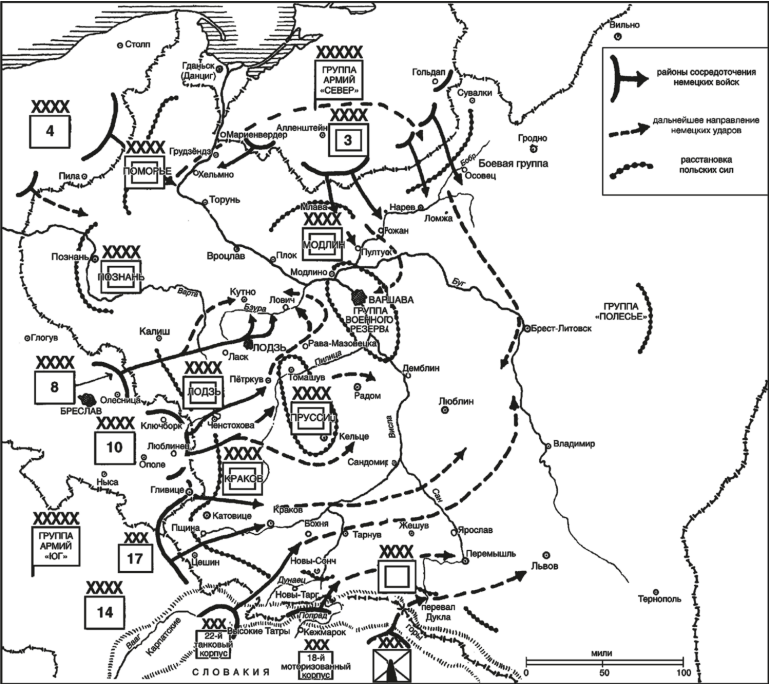 Вильно
Столп
Гданьск
(Данциг)
XXXXX
ГРУППА
АРМИЙ
«СЕВЕР»
Гольдап
Сувалки
районы сосредоточения
немецких войск
дальнейшее направление
немецких ударов
расстановка
польских сил
XXXX
4
Мариенвердер
Алленштейн
XXXX
3
Гродно
Боевая группа
Бобр
Осовец
XXXX
ПОМОРЬЕ
Грудзёндз
Хельмно
Пила
Торунь
Млава
Нарев
Ломжа
Рожан
XXXX
МОДЛИН
Пултуск
Вроцлав
Плок
Модлино
Познань
XXXX
ПОЗНАНЬ
Варта
Кутно
Лович
Бзура
Буг
ВАРШАВА
ГРУППА
ВОЕННОГО
РЕЗЕРВА
ГРУППА
«ПОЛЕСЬЕ»
Брест-Литовск
Глогув
Калиш
Ласк
ЛОДЗЬ
Рава-Мазовецка
Пилица
XXXX
8
Олесница
БРЕСЛАВ
XXXX
ЛОДЗЬ
Пётркув
Томашув
Радом
Демблин
Люблин
XXXX
ПРУССИЯ
Ключборк
Ченстохова
XXXX
10
Люблинец
Ополе
Кельце
Висла
Владимир
XXXX
КРАКОВ
Сандомир
Ныса
Гливице
Сан
XXXXX
ГРУППА
АРМИЙ
«ЮГ»
Катовице
Краков
Пщина
Бохня
Тарнув
Жешув
Ярослав
XXX
17
Цешин
Новы-Сонч
Перемышль
Львов
XXXX
Дунаец
Новы-Тарг
XXXX
14
Попрад
перевал
Дукла
Тернополь
Ваг
Карпатские
горы
Высокие Татры
Кежмарок
XXX
22-й
танковый
корпус
XXX
18-й
моторизованный
корпус
XXX
СЛОВАКИЯ
МИЛИ
0
50
100